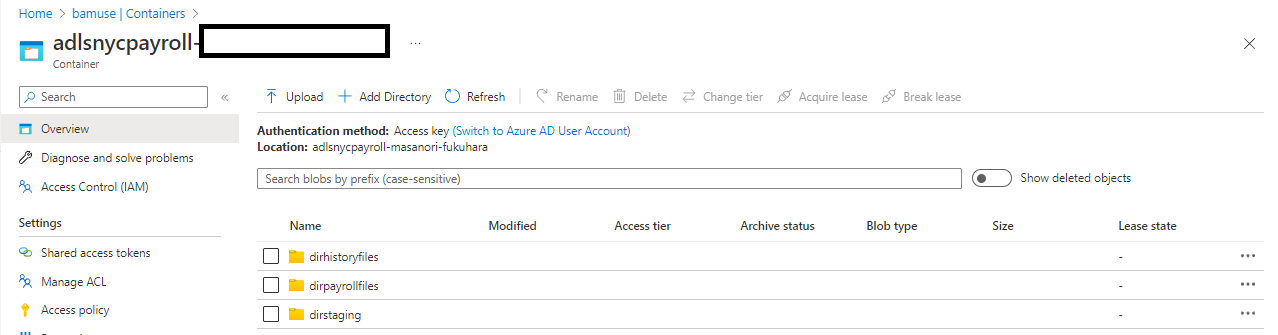 Home > bamuse | Containers >
adlsnycpayroll- ...
Container
Search «
Upload Add Directory Refresh Rename Delete Change tier Acquire lease Break lease
Overview
Authentication method: Access key (Switch to Azure AD User Account)
Location: adlsnycpayroll-masanori-fukuhara
Diagnose and solve problems
Access Control (IAM)
Search blobs by prefix (case-sensitive) Show deleted objects
Settings
Name Modified Access tier Archive status Blob type Size Lease state
Shared access tokens
dirhistoryfiles -
Manage ACL
dirpayrollfiles -
Access policy
dirstaging -